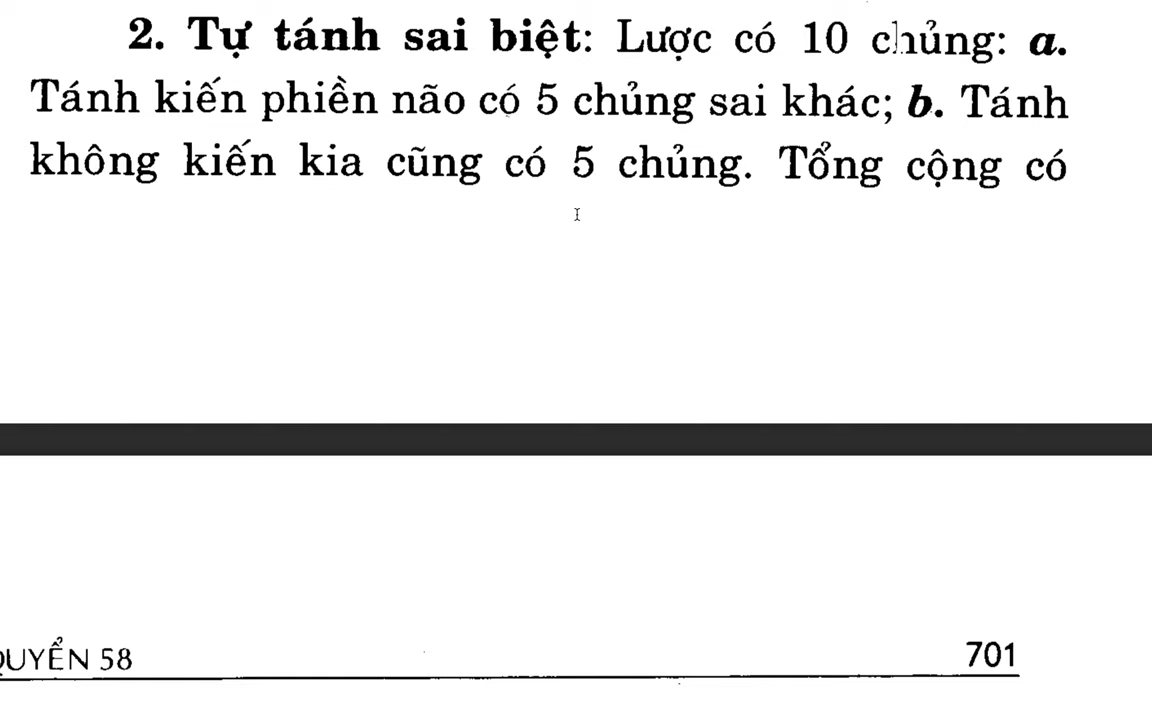 2. Tự tánh sai biệt: Lược có 10 chủng: a.
Tánh kiến phiền não có 5 chủng sai khác; b. Tánh
không kiến kia cũng có 5 chủng. Tổng cộng có
QUYỂN 58 701